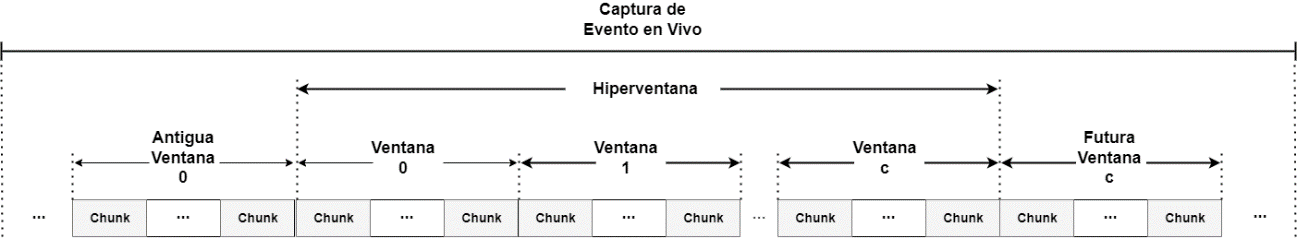 Captura de
Evento en Vivo
Hiperventana
Antigua
Ventana
0
Ventana
0
Ventana
1
Ventana
c
Futura
Ventana
c
... Chunk ... Chunk Chunk ... Chunk Chunk ... Chunk ... Chunk ... Chunk Chunk ... Chunk ...